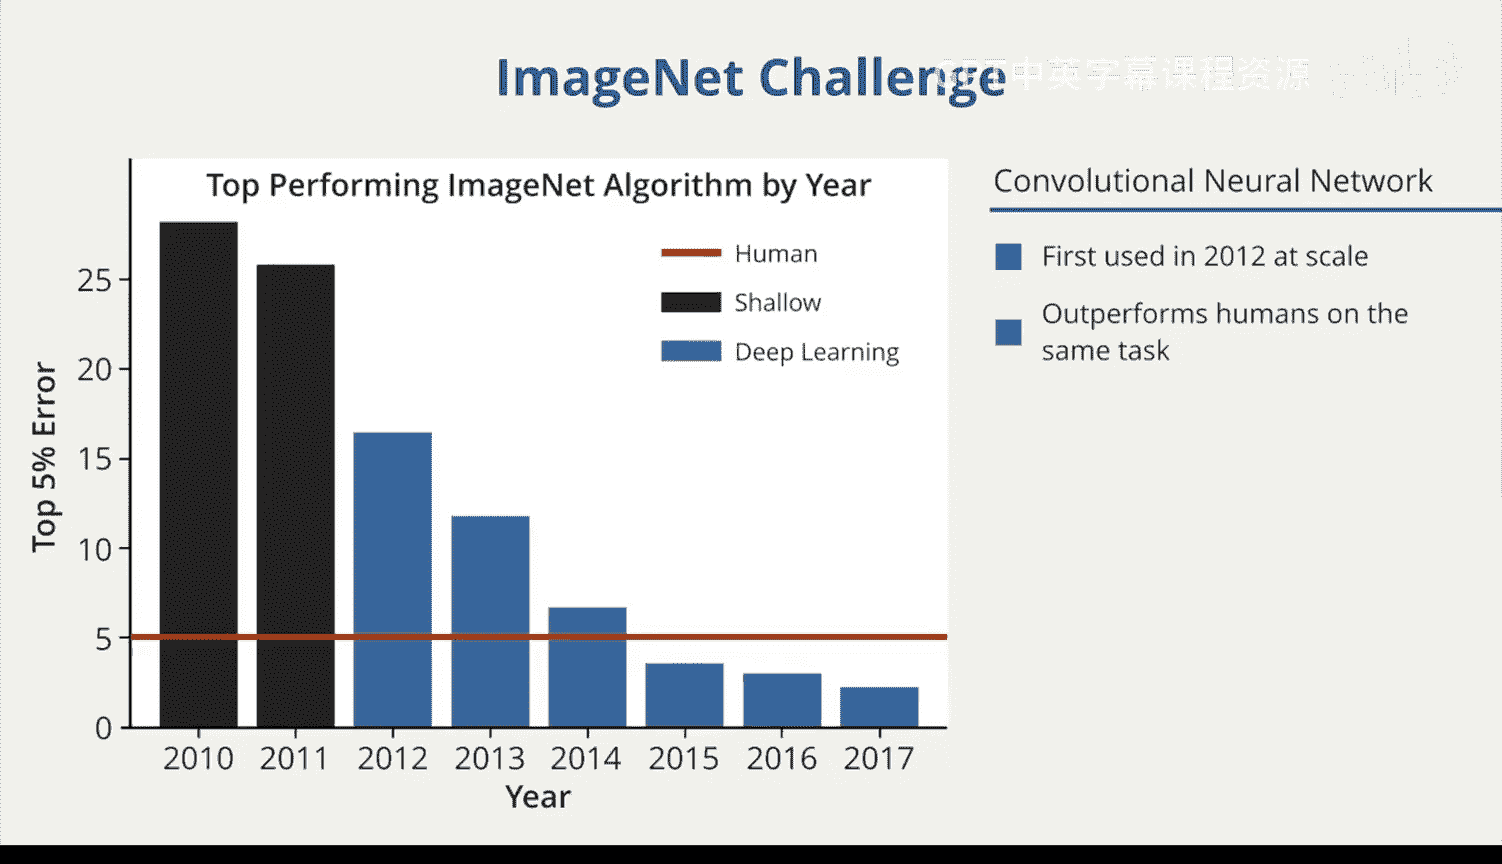 ImageNet Challenge
中英字幕课程资源
Top Performing ImageNet Algorithm by Year
Human
Shallow
Deep Learning
Top 5% Error
25
20
15
10
5
0
2010 2011 2012 2013 2014 2015 2016 2017
Year
Convolutional Neural Network
First used in 2012 at scale
Outperforms humans on the
same task